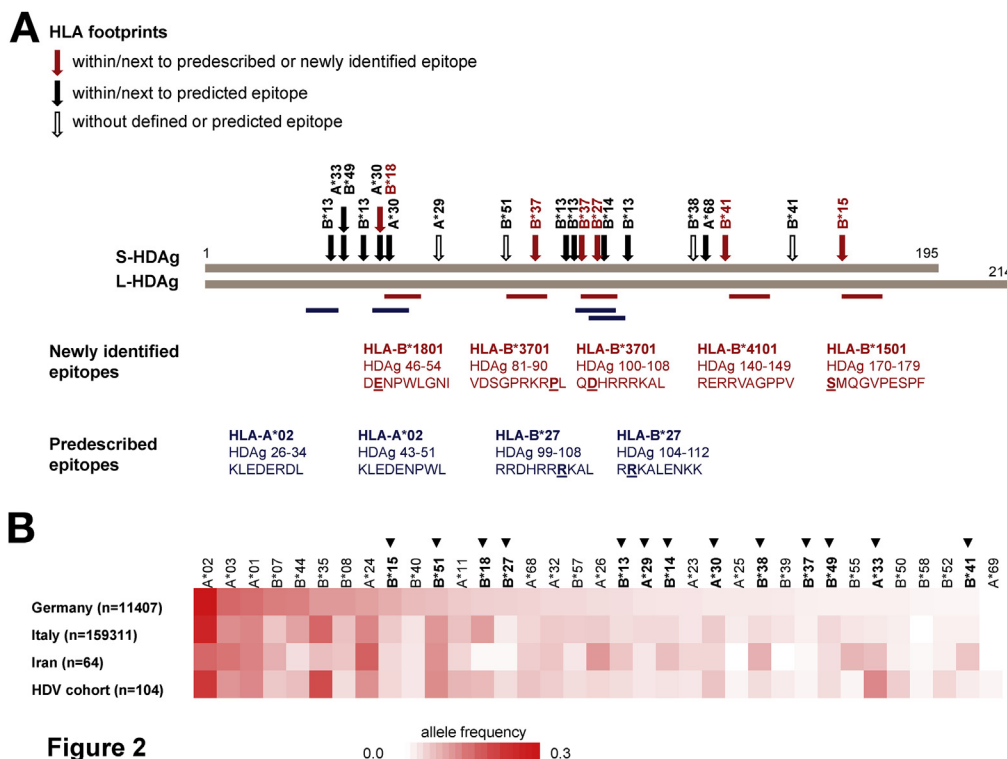 A
HLA footprints
within/next to predescribed or newly identified epitope
within/next to predicted epitope
without defined or predicted epitope
B*13 A*33 B*49 B*13 A*30 B*18 A*30 A*29 B*51 B*37 B*13 B*13 B*37 B*27 B*14 B*13 B*38 A*68 B*41 B*41 B*15
1 195
S-HDAg
L-HDAg 214
Newly identified epitopes
HLA-B*1801 HLA-B*3701 HLA-B*3701 HLA-B*4101 HLA-B*1501
HDAg 46-54 HDAg 81-90 HDAg 100-108 HDAg 140-149 HDAg 170-179
DENPWLGNI VDSGPRKRPL QDHRRRKAL RERRVAGPPV SMQGVPESPF
Predescribed epitopes
HLA-A*02 HLA-A*02 HLA-B*27 HLA-B*27
HDAg 26-34 HDAg 43-51 HDAg 99-108 HDAg 104-112
KLEDERDL KLEDENPWL RRDHRRRKAL RRKALENKK
B
A*02 A*03 A*01 B*07 B*44 B*35 B*08 A*24 B*15 B*40 B*51 A*11 B*18 B*27 A*68 A*32 B*57 A*26 B*13 A*29 B*14 A*23 A*30 A*25 B*38 B*39 B*37 B*49 B*55 A*33 B*50 B*58 B*52 B*41 A*69
Germany (n=11407)
Italy (n=159311)
Iran (n=64)
HDV cohort (n=104)
allele frequency
Figure 2 0.0 0.3